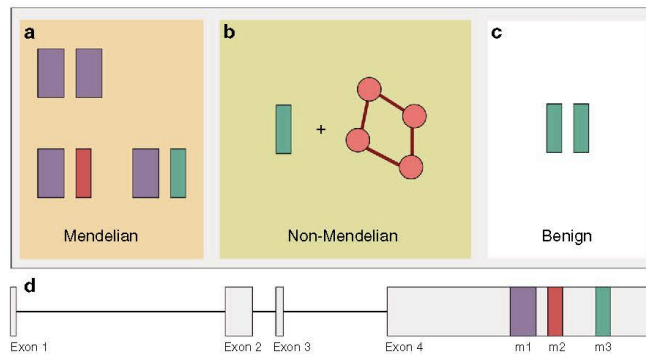 a
b
c
+
Mendelian
Non-Mendelian
Benign
d
Exon 1
Exon 2
Exon 3
Exon 4
m1
m2
m3